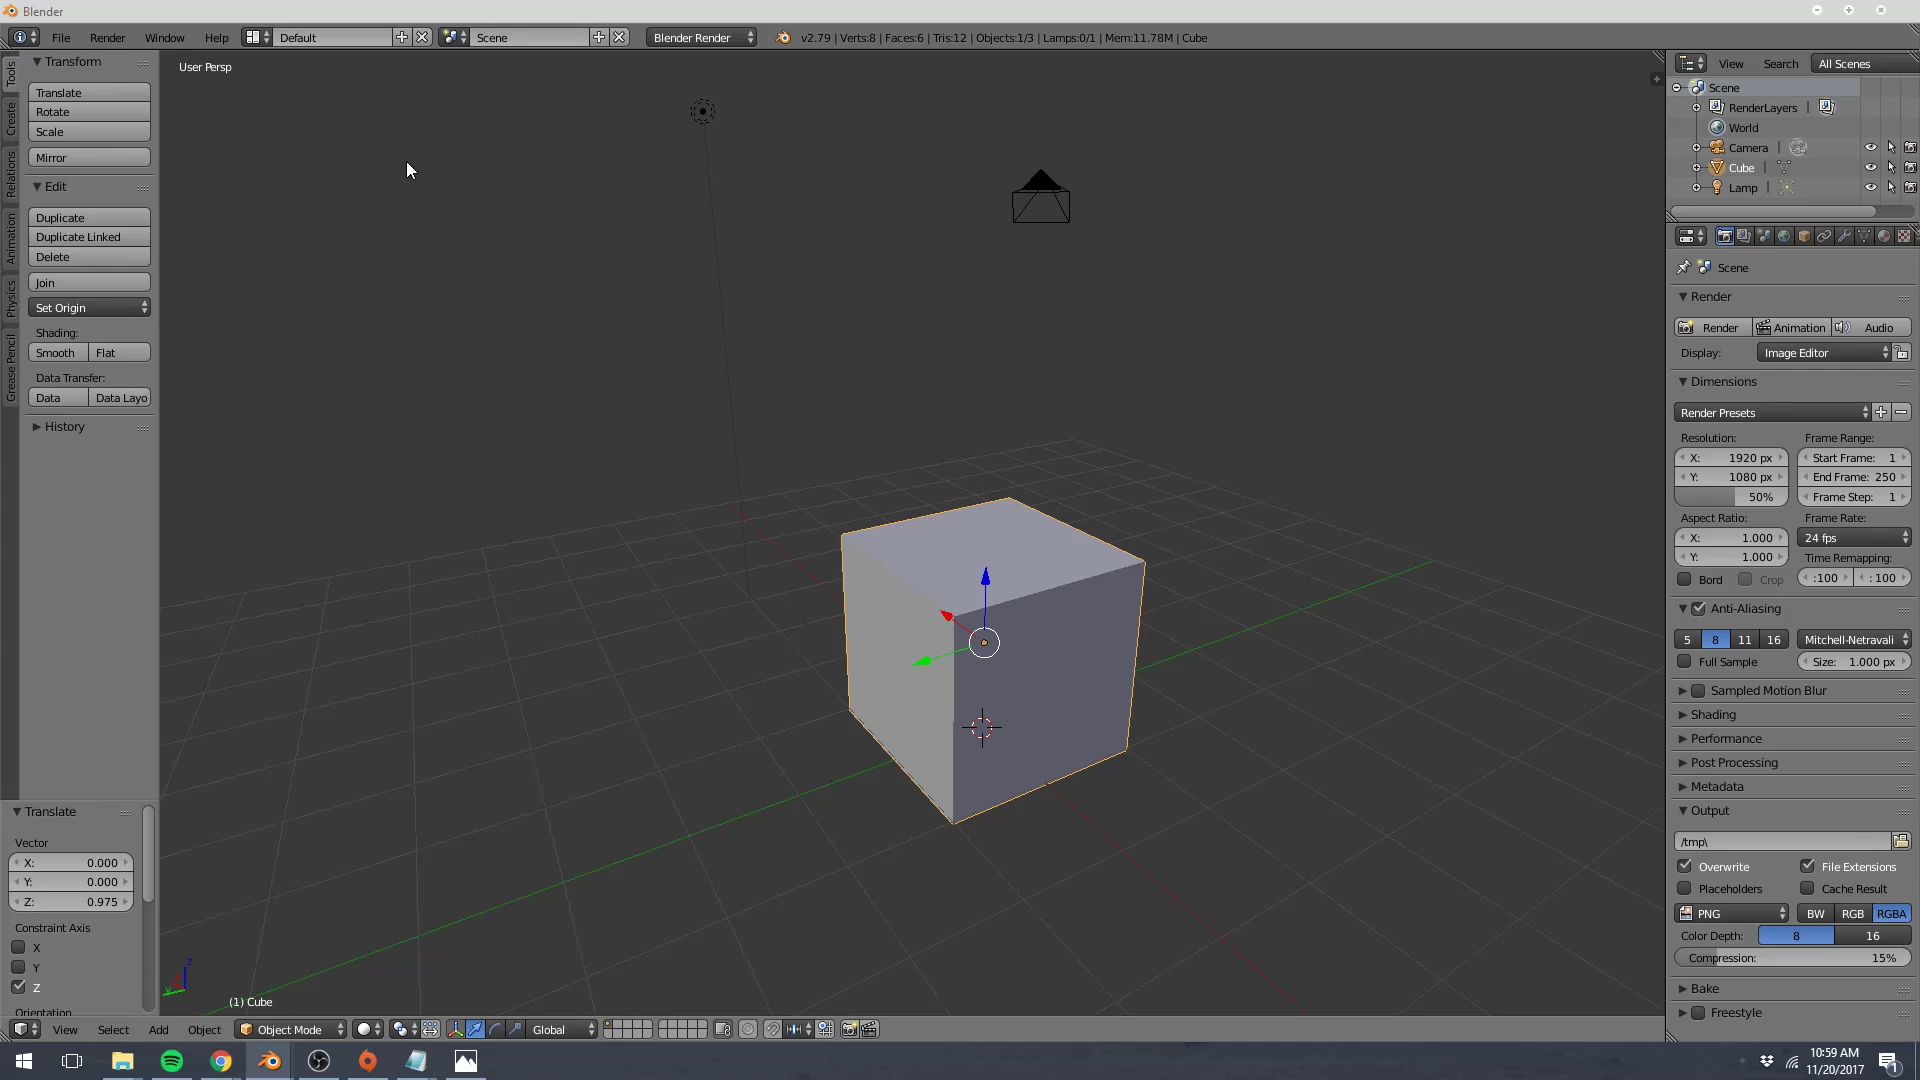 Blender
File Render Window Help Default Scene Blender Render v2.79 | Verts:8 | Faces:6 | Tris:12 | Objects:1/3 | Lamps:0/1 | Mem:11.78M | Cube
Tools
Create
Relations
Animation
Physics
Grease Pencil
Transform
Translate
Rotate
Scale
Mirror
Edit
Duplicate
Duplicate Linked
Delete
Join
Set Origin
Shading:
Smooth Flat
Data Transfer:
Data Data Layo
History
Translate
Vector
X: 0.000
Y: 0.000
Z: 0.975
Constraint Axis
X
Y
Z
Orientation
User Persp
z
y
(1) Cube
View Select Add Object Object Mode Global
View Search All Scenes
Scene
RenderLayers |
World
Camera |
Cube |
Lamp |
Scene
Render
Render Animation Audio
Display: Image Editor
Dimensions
Render Presets
Resolution: Frame Range:
X: 1920 px Start Frame: 1
Y: 1080 px End Frame: 250
50% Frame Step: 1
Aspect Ratio: Frame Rate:
X: 1.000 24 fps
Y: 1.000 Time Remapping:
Bord Crop :100 : 100
Anti-Aliasing
5 8 11 16 Mitchell-Netravali
Full Sample Size: 1.000 px
Sampled Motion Blur
Shading
Performance
Post Processing
Metadata
Output
/tmp\
Overwrite File Extensions
Placeholders Cache Result
PNG BW RGB RGBA
Color Depth: 8 16
Compression: 15%
Bake
Freestyle
10:59 AM
11/20/2017
1